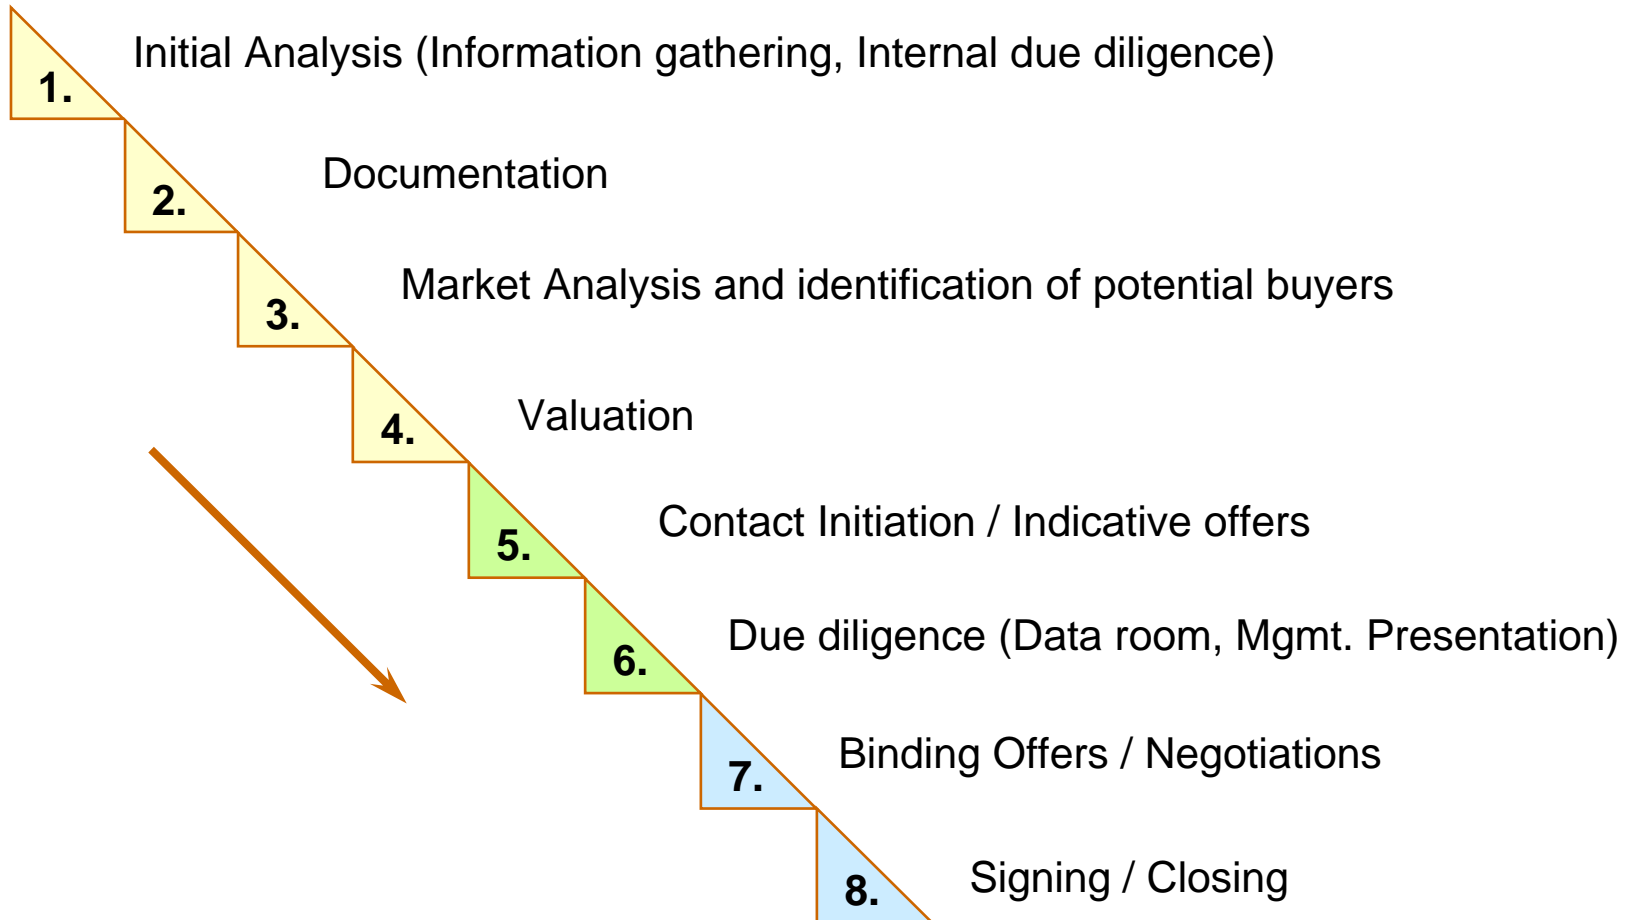 1. Initial Analysis (Information gathering, Internal due diligence)
2. Documentation
3. Market Analysis and identification of potential buyers
4. Valuation
5. Contact Initiation / Indicative offers
6. Due diligence (Data room, Mgmt. Presentation)
7. Binding Offers / Negotiations
8. Signing / Closing